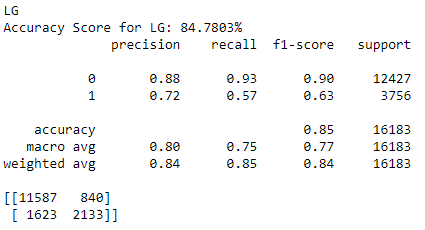 LG
Accuracy Score for LG: 84.7803%
precision recall f1-score support
0 0.88 0.93 0.90 12427
1 0.72 0.57 0.63 3756
accuracy 0.85 16183
macro avg 0.80 0.75 0.77 16183
weighted avg 0.84 0.85 0.84 16183
[[11587 840]
[ 1623 2133]]